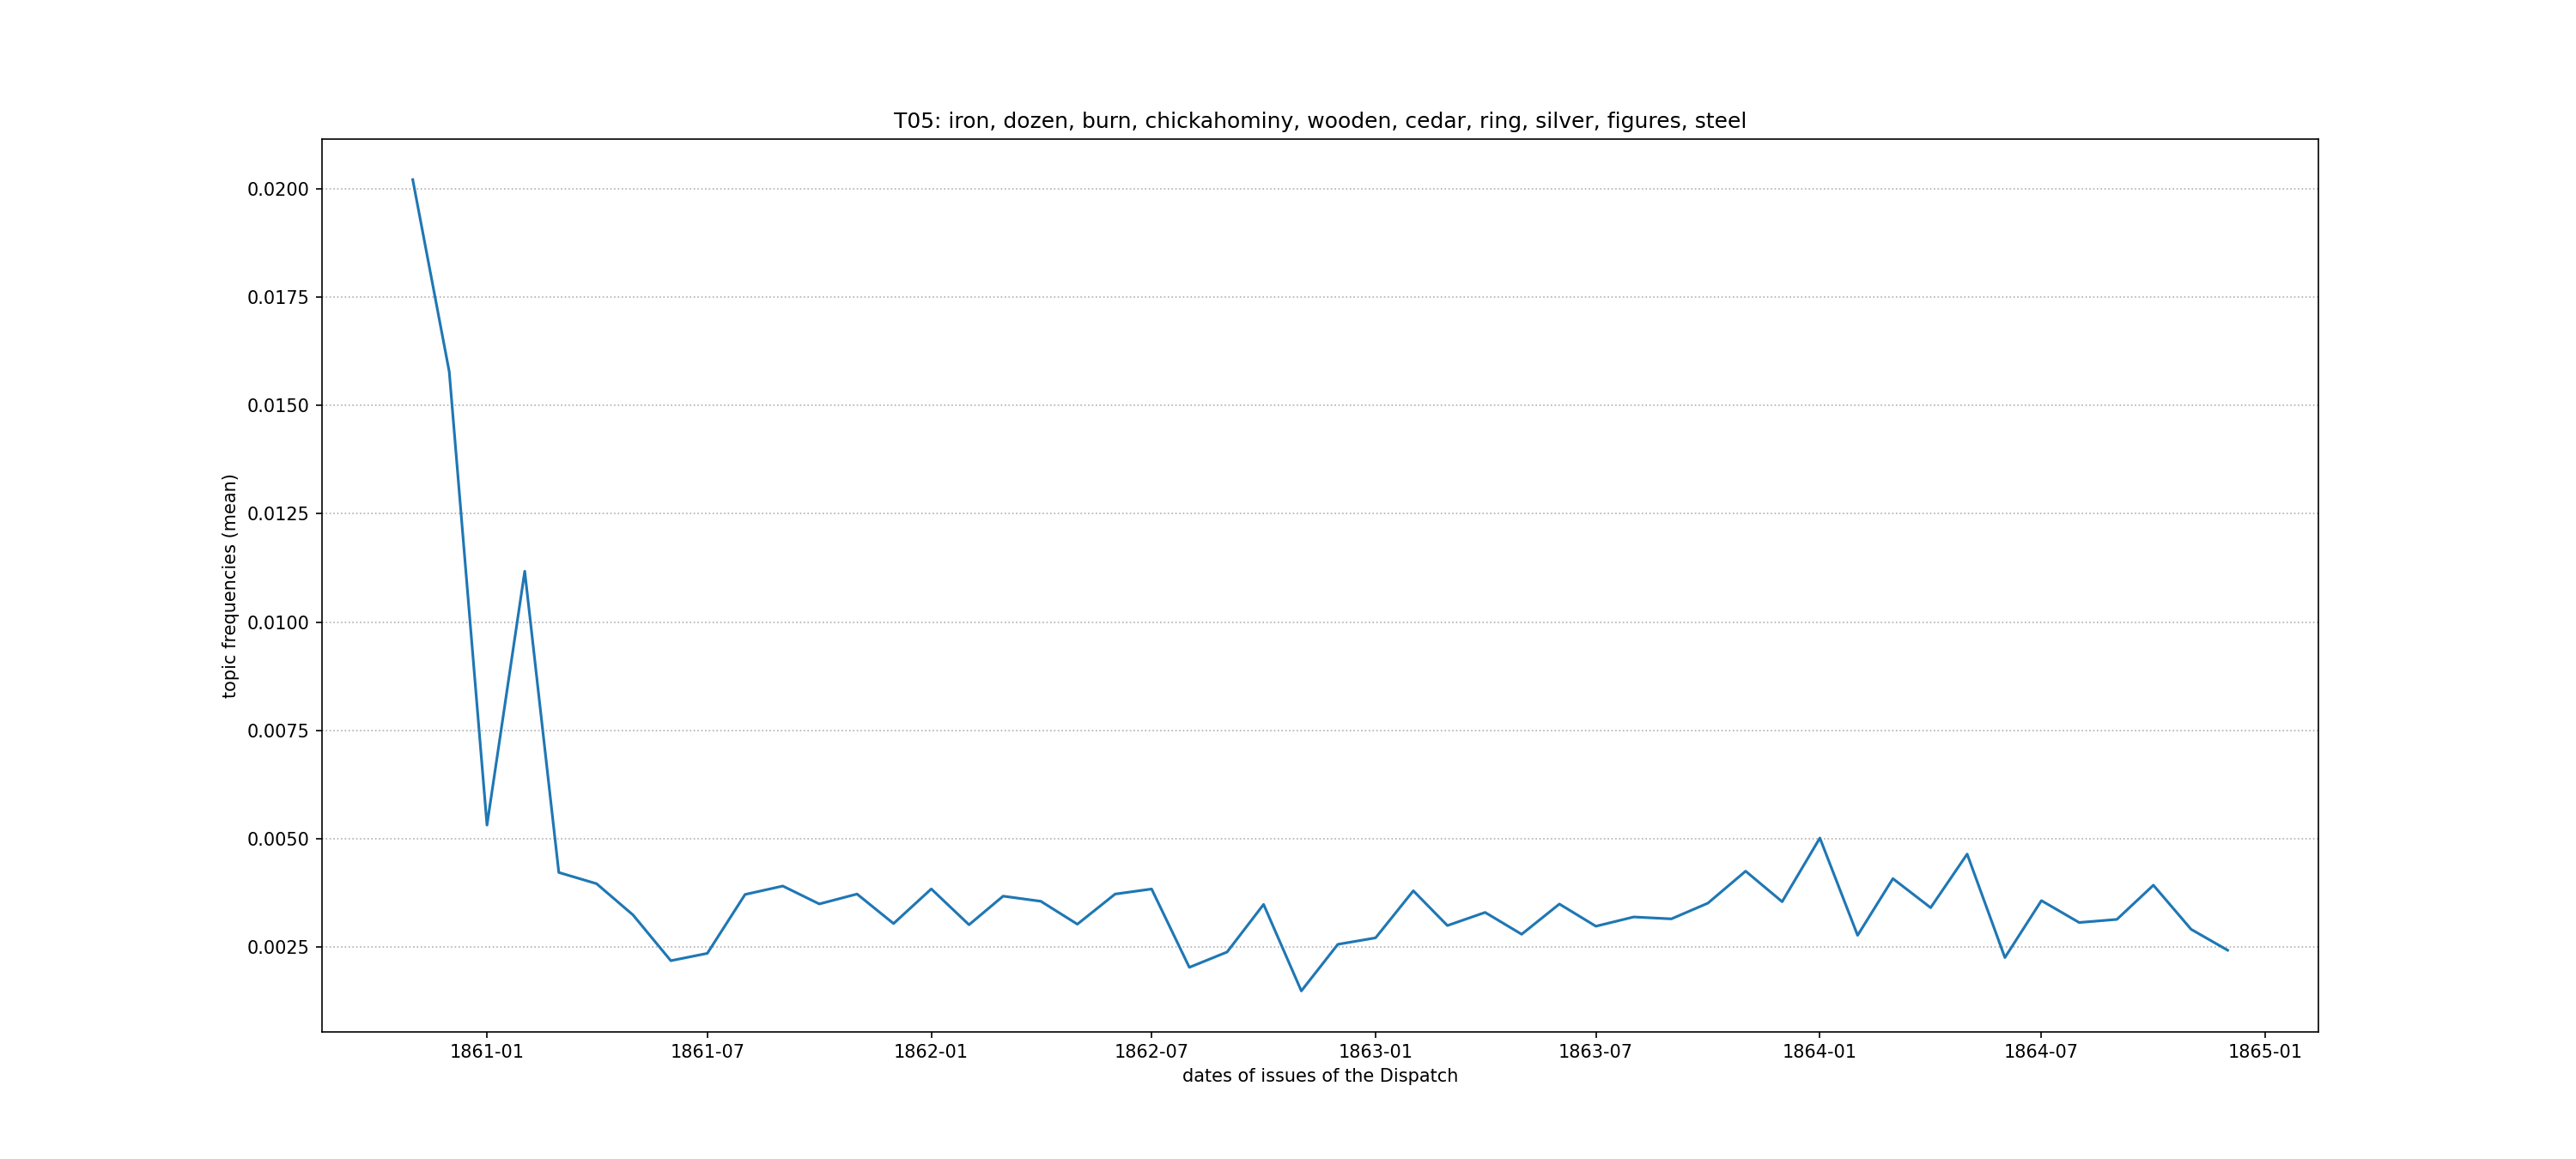 T05: iron, dozen, burn, chickahominy, wooden, cedar, ring, silver, figures, steel
0.0200
0.0175
0.0150
0.0125
0.0100
0.0075
0.0050
0.0025
topic frequencies (mean)
1861-01 1861-07 1862-01 1862-07 1863-01 1863-07 1864-01 1864-07 1865-01
dates of issues of the Dispatch